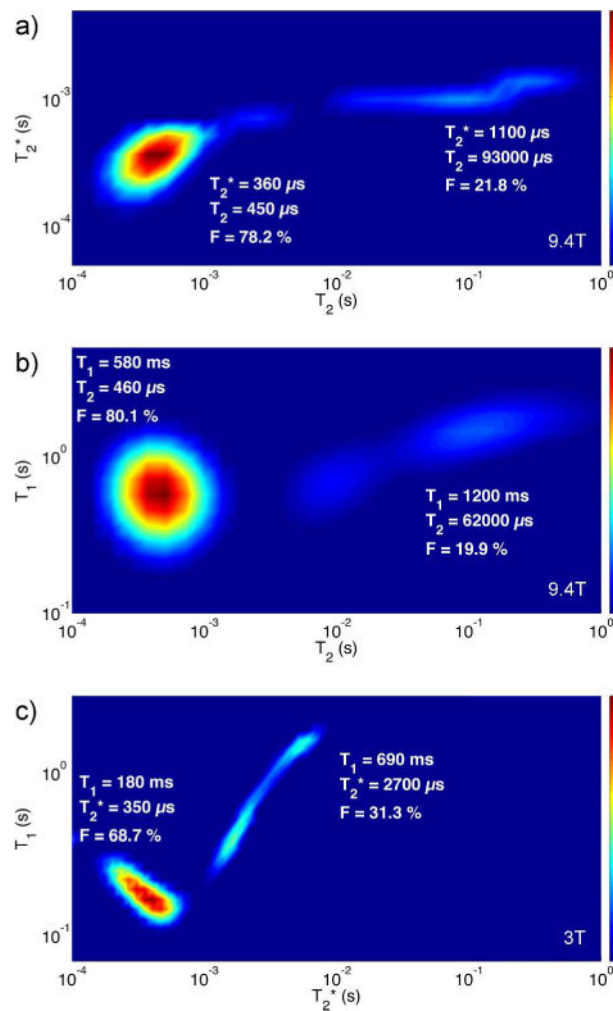 a)
10⁻³
10⁻⁴
T₂* (s)
T₂* = 360 µs
T₂ = 450 µs
F = 78.2 %
T₂* = 1100 µs
T₂ = 93000 µs
F = 21.8 %
9.4T
10⁻⁴ 10⁻³ 10⁻² 10⁻¹ 10⁰
T₂ (s)
b)
T₁ = 580 ms
T₂ = 460 µs
F = 80.1 %
10⁰
10⁻¹
T₁ (s)
T₁ = 1200 ms
T₂ = 62000 µs
F = 19.9 %
9.4T
10⁻⁴ 10⁻³ 10⁻² 10⁻¹ 10⁰
T₂ (s)
c)
10⁰
10⁻¹
T₁ (s)
T₁ = 180 ms
T₂* = 350 µs
F = 68.7 %
T₁ = 690 ms
T₂* = 2700 µs
F = 31.3 %
3T
10⁻⁴ 10⁻³ 10⁻² 10⁻¹ 10⁰
T₂* (s)